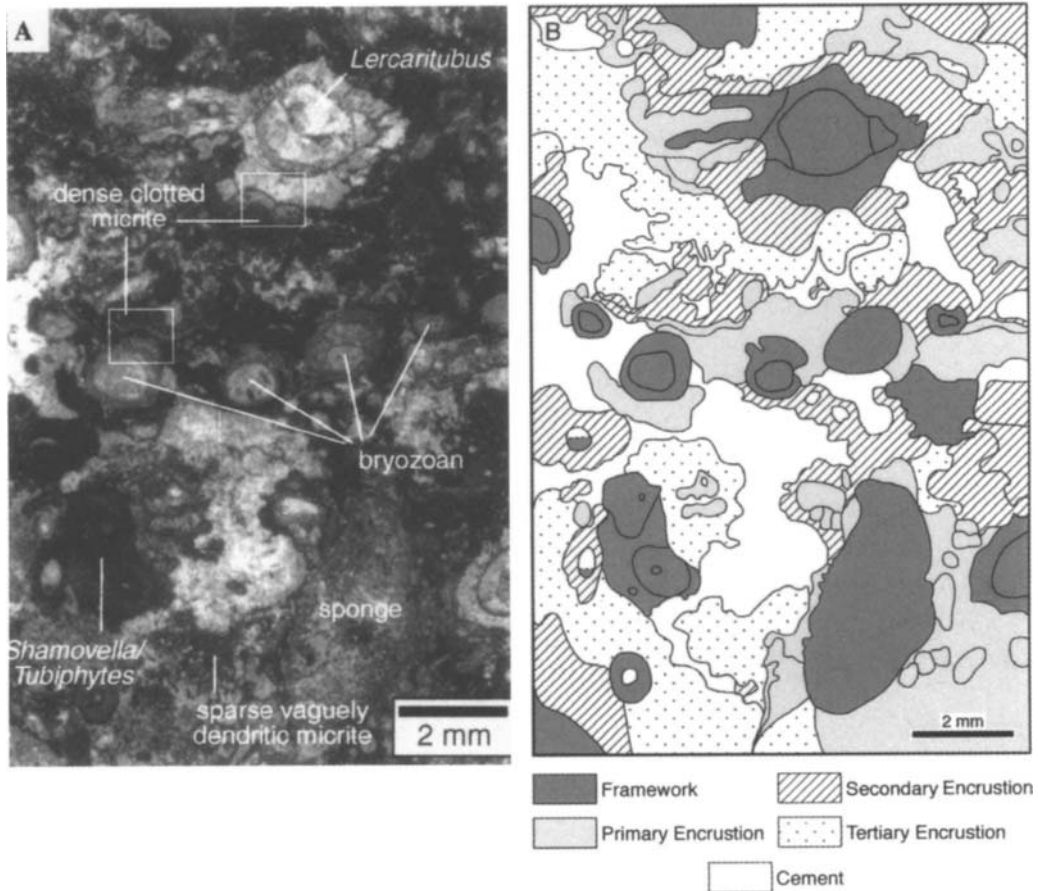 A
Lercaritubus
dense clotted
micrite
bryozoan
sponge
Shamovella/
Tubiphytes
sparse vaguely
dendritic micrite
2 mm
B
2 mm
Framework
Secondary Encrustion
Primary Encrustion
Tertiary Encrustion
Cement